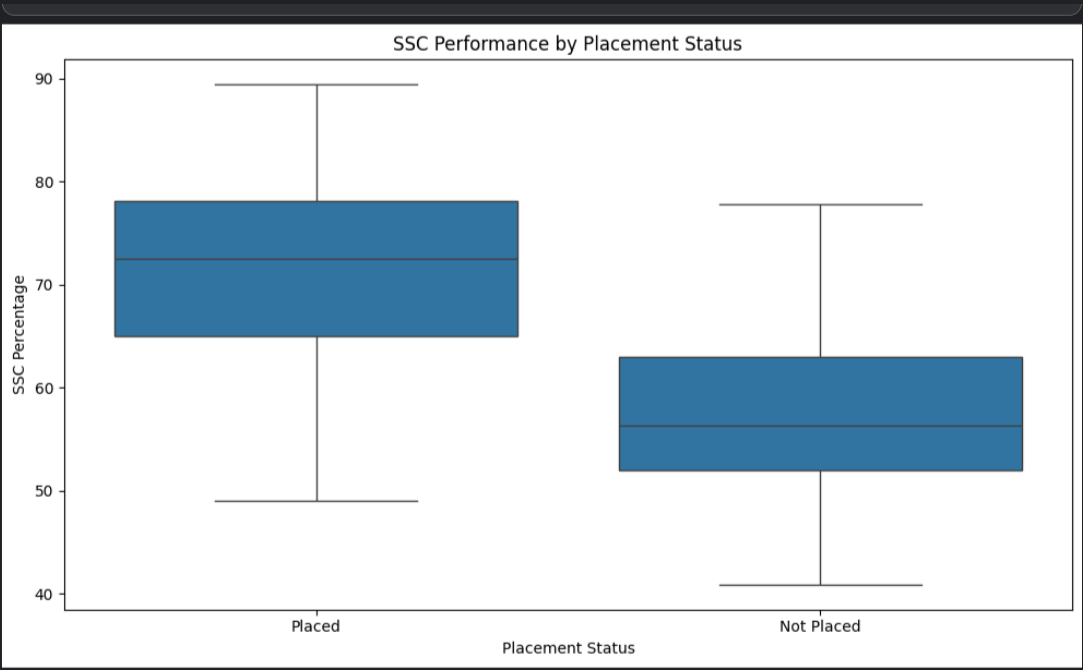 SSC Performance by Placement Status
90
80
70
60
50
40
SSC Percentage
Placed
Not Placed
Placement Status